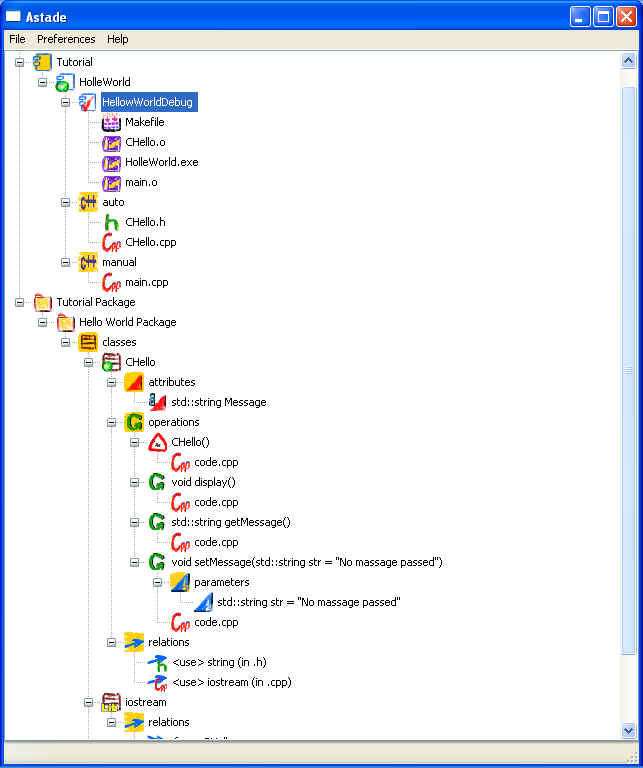 Astade
File Preferences Help
Tutorial
HolleWorld
HellowWorldDebug
Makefile
CHello.o
HolleWorld.exe
main.o
auto
CHello.h
CHello.cpp
manual
main.cpp
Tutorial Package
Hello World Package
classes
CHello
attributes
std::string Message
operations
CHello()
code.cpp
void display()
code.cpp
std::string getMessage()
code.cpp
void setMessage(std::string str = "No massage passed")
parameters
std::string str = "No massage passed"
code.cpp
relations
<use> string (in .h)
<use> iostream (in .cpp)
iostream
relations